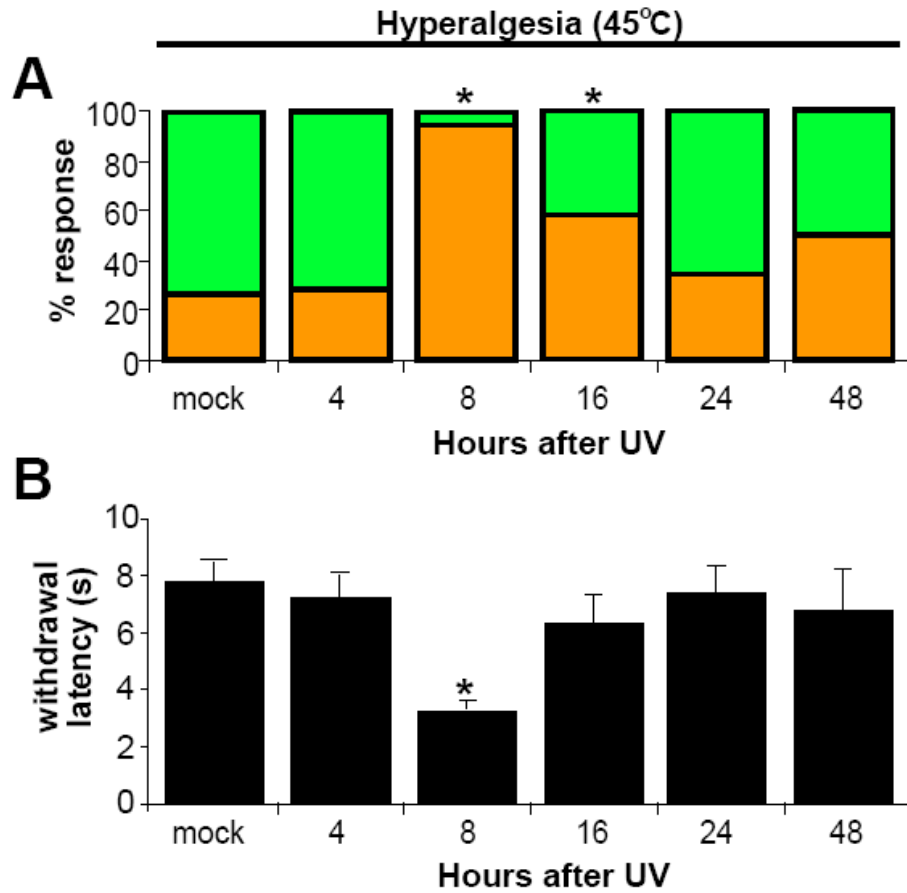 Hyperalgesia (45°C)
A
* *
100
80
60
40
20
0
% response
mock 4 8 16 24 48
Hours after UV
B
10
8
6
4
2
0
withdrawal
latency (s)
*
mock 4 8 16 24 48
Hours after UV